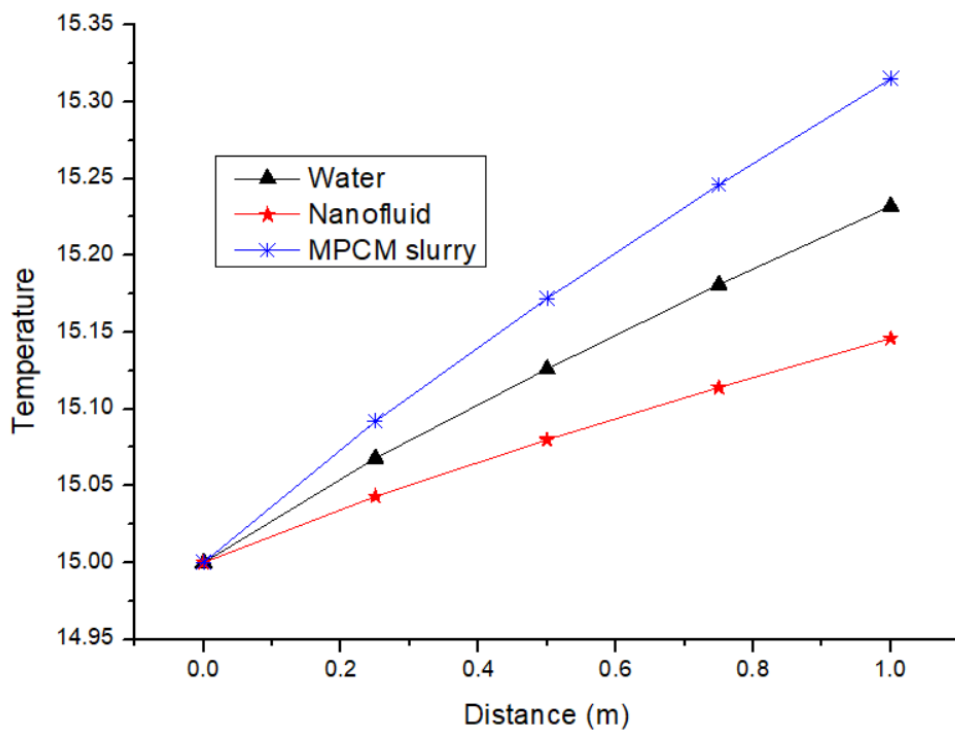 15.35
15.30
15.25
15.20
15.15
15.10
15.05
15.00
14.95
Temperature
Water
Nanofluid
MPCM slurry
0.0 0.2 0.4 0.6 0.8 1.0
Distance (m)